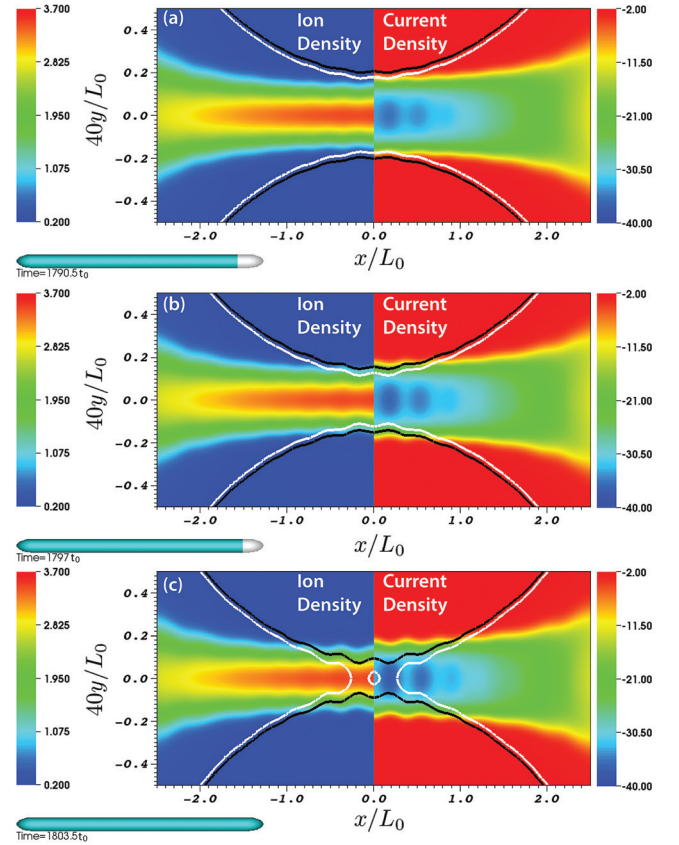 3.700
2.825
1.950
1.075
0.200
(a)
Ion
Density
Current
Density
40y/L0
0.4
0.2
0.0
-0.2
-0.4
-2.0 -1.0 0.0 1.0 2.0
x/L0
-2.00
-11.50
-21.00
-30.50
-40.00
Time=1790.5t0
3.700
2.825
1.950
1.075
0.200
(b)
Ion
Density
Current
Density
40y/L0
0.4
0.2
0.0
-0.2
-0.4
-2.0 -1.0 0.0 1.0 2.0
x/L0
-2.00
-11.50
-21.00
-30.50
-40.00
Time=1797t0
3.700
2.825
1.950
1.075
0.200
(c)
Ion
Density
Current
Density
40y/L0
0.4
0.2
0.0
-0.2
-0.4
-2.0 -1.0 0.0 1.0 2.0
x/L0
-2.00
-11.50
-21.00
-30.50
-40.00
Time=1803.5t0